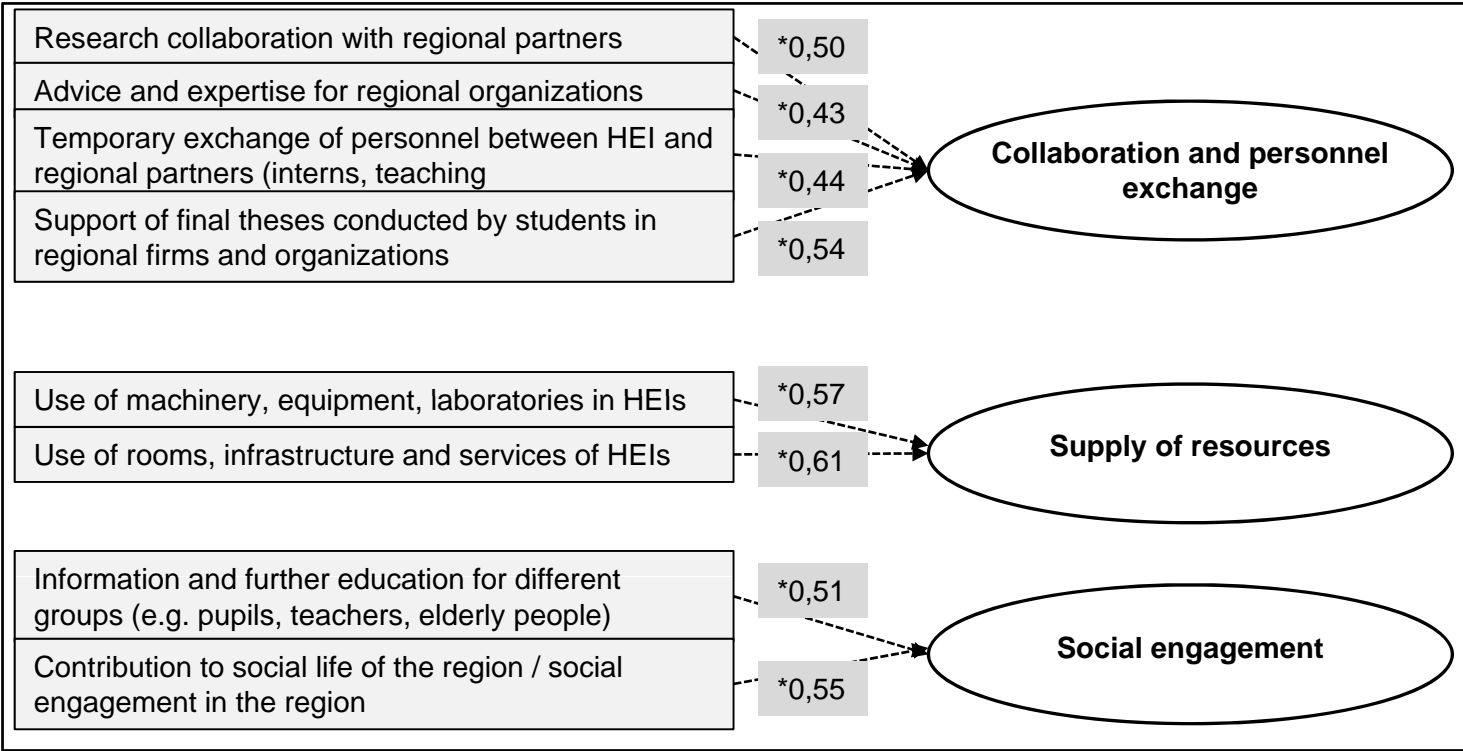 Research collaboration with regional partners
*0,50
Advice and expertise for regional organizations
*0,43
Temporary exchange of personnel between HEI and
regional partners (interns, teaching
*0,44
Support of final theses conducted by students in
regional firms and organizations
*0,54
Collaboration and personnel
exchange
Use of machinery, equipment, laboratories in HEIs
*0,57
Use of rooms, infrastructure and services of HEIs
*0,61
Supply of resources
Information and further education for different
groups (e.g. pupils, teachers, elderly people)
*0,51
Contribution to social life of the region / social
engagement in the region
*0,55
Social engagement